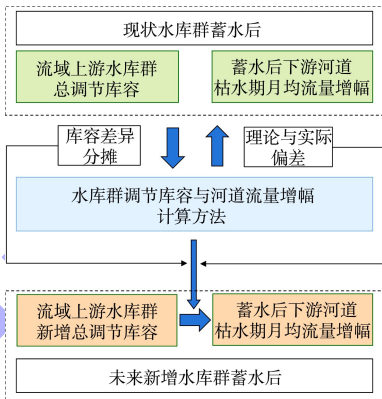 现状水库群蓄水后
流域上游水库群
总调节库容
蓄水后下游河道
枯水期月均流量增幅
库容差异
分摊
理论与实际
偏差
水库群调节库容与河道流量增幅
计算方法
流域上游水库群
新增总调节库容
蓄水后下游河道
枯水期月均流量增幅
未来新增水库群蓄水后